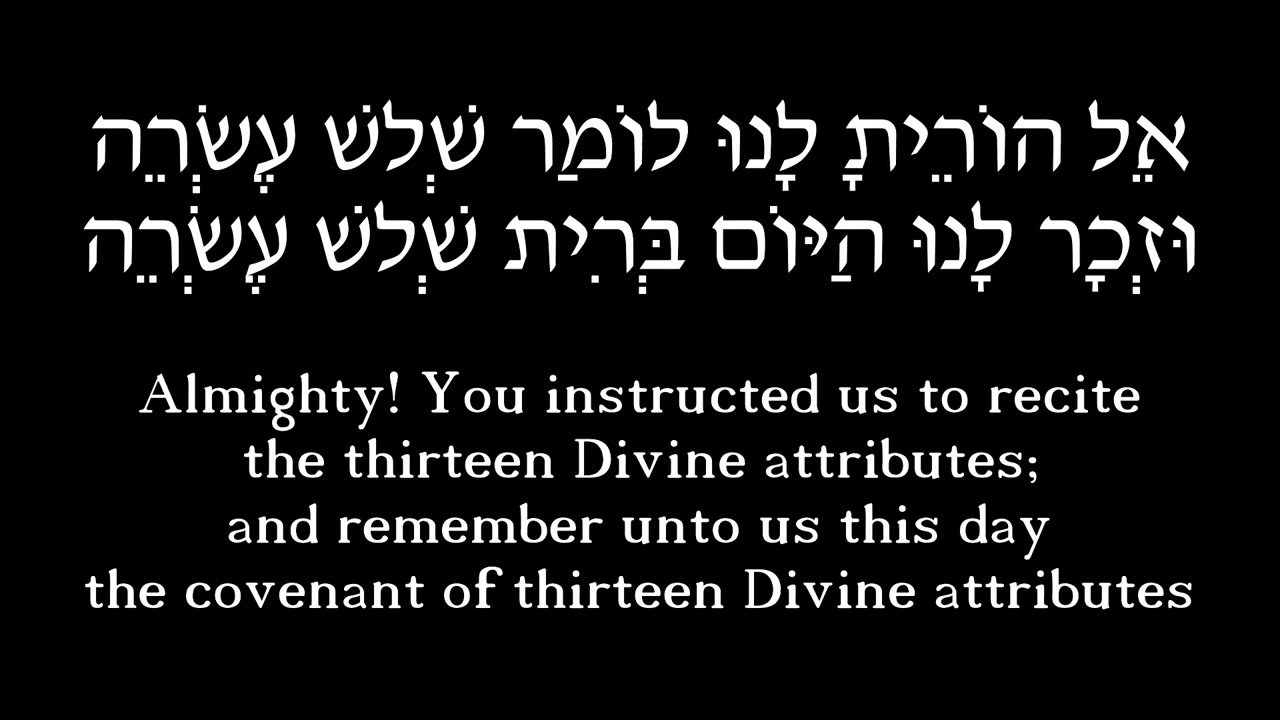 אֵל הוֹרֵיתָ לָנוּ לוֹמַר שְׁלֹשׁ עֶשְׂרֵה
וּזְכָר לָנוּ הַיּוֹם בְּרִית שְׁלֹשׁ עֶשְׂרֵה
Almighty! You instructed us to recite
the thirteen Divine attributes;
and remember unto us this day
the covenant of thirteen Divine attributes